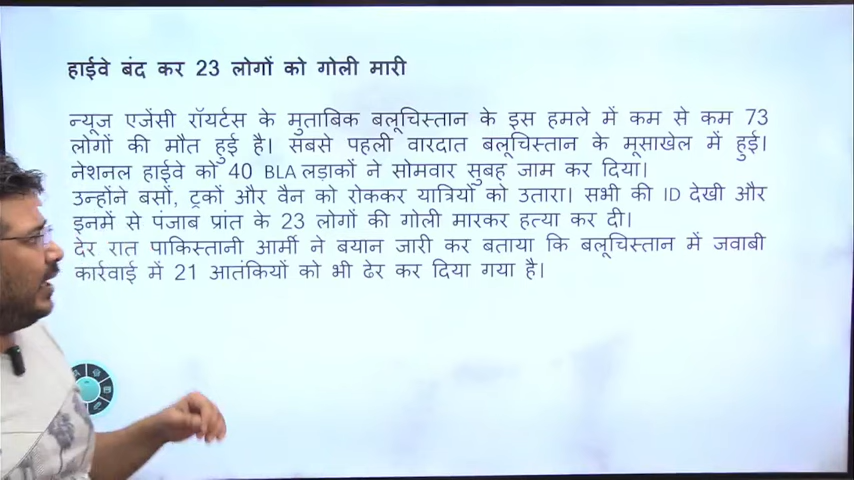 हाईवे बंद कर 23 लोगों को गोली मारी
न्यूज एजेंसी रॉयर्टस के मुताबिक बलूचिस्तान के इस हमले में कम से कम 73
लोगों की मौत हुई है। सबसे पहली वारदात बलूचिस्तान के मूसाखेल में हुई।
नेशनल हाईवे को 40 BLA लड़ाकों ने सोमवार सुबह जाम कर दिया।
उन्होंने बसों, ट्रकों और वैन को रोककर यात्रियों को उतारा। सभी की ID देखी और
इनमें से पंजाब प्रांत के 23 लोगों की गोली मारकर हत्या कर दी।
देर रात पाकिस्तानी आर्मी ने बयान जारी कर बताया कि बलूचिस्तान में जवाबी
कार्रवाई में 21 आतंकियों को भी ढेर कर दिया गया है।